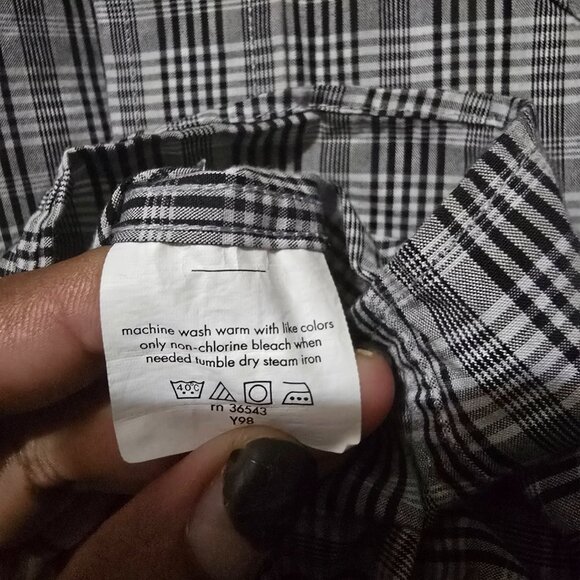 machine wash warm with like colors
only non-chlorine bleach when
needed tumble dry steam iron
40°C
rn 36543
Y98